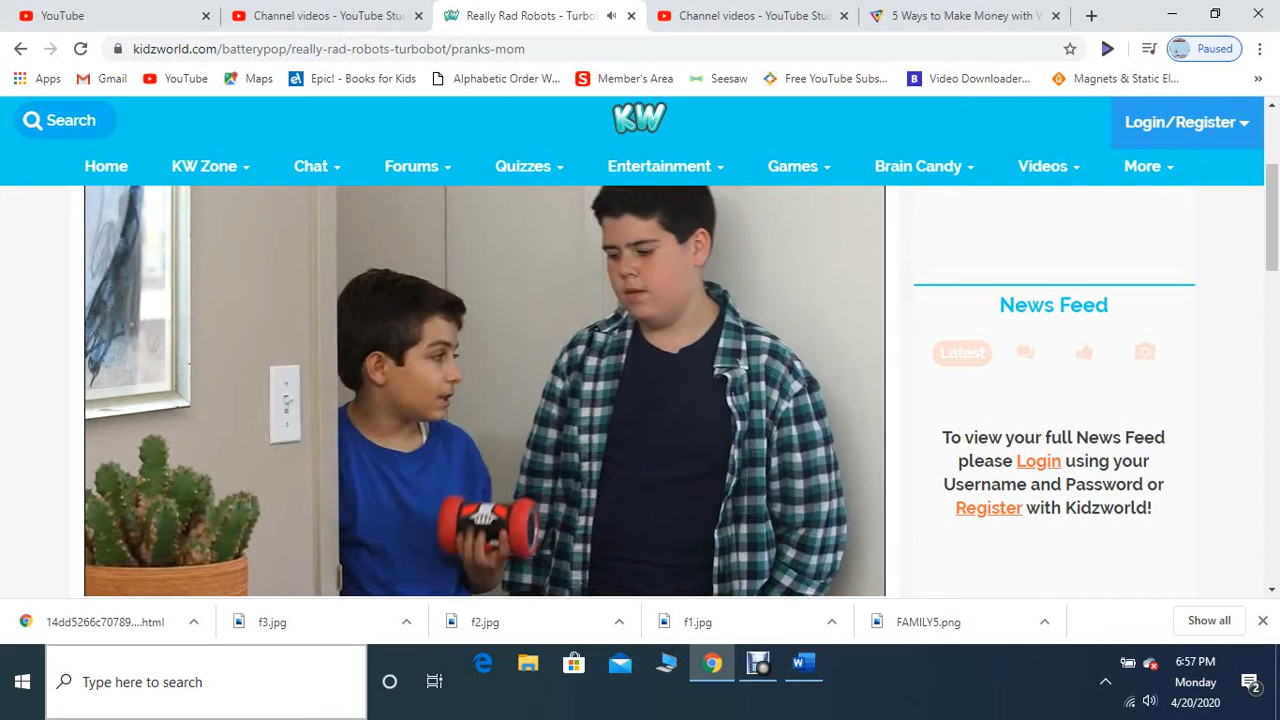 YouTube
Channel videos - YouTube Stu
Really Rad Robots - Turbo
Channel videos - YouTube Stu
5 Ways to Make Money with V
kidzworld.com/batterypop/really-rad-robots-turbobot/pranks-mom
Paused
Apps
Gmail
YouTube
Maps
Epic! - Books for Kids
Alphabetic Order W...
Member's Area
Seesaw
Free YouTube Subs...
Video Downloader...
Magnets & Static El...
Search
KW
Login/Register
Home
KW Zone
Chat
Forums
Quizzes
Entertainment
Games
Brain Candy
Videos
More
News Feed
Latest
To view your full News Feed
please Login using your
Username and Password or
Register with Kidzworld!
14dd5266c70789....html
f3.jpg
f2.jpg
f1.jpg
FAMILY5.png
Show all
Type here to search
6:57 PM
Monday
4/20/2020
2